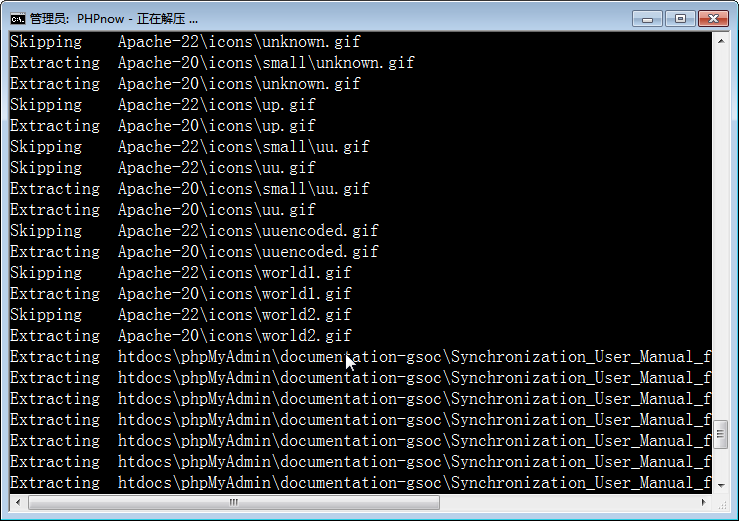 管理员: PHPnow - 正在解压 ...
Skipping Apache-22\icons\unknown.gif
Extracting Apache-20\icons\small\unknown.gif
Extracting Apache-20\icons\unknown.gif
Skipping Apache-22\icons\up.gif
Extracting Apache-20\icons\up.gif
Skipping Apache-22\icons\small\uu.gif
Skipping Apache-22\icons\uu.gif
Extracting Apache-20\icons\small\uu.gif
Extracting Apache-20\icons\uu.gif
Skipping Apache-22\icons\uuencoded.gif
Extracting Apache-20\icons\uuencoded.gif
Skipping Apache-22\icons\world1.gif
Extracting Apache-20\icons\world1.gif
Skipping Apache-22\icons\world2.gif
Extracting Apache-20\icons\world2.gif
Extracting htdocs\phpMyAdmin\documentation-gsoc\Synchronization_User_Manual_f
Extracting htdocs\phpMyAdmin\documentation-gsoc\Synchronization_User_Manual_f
Extracting htdocs\phpMyAdmin\documentation-gsoc\Synchronization_User_Manual_f
Extracting htdocs\phpMyAdmin\documentation-gsoc\Synchronization_User_Manual_f
Extracting htdocs\phpMyAdmin\documentation-gsoc\Synchronization_User_Manual_f
Extracting htdocs\phpMyAdmin\documentation-gsoc\Synchronization_User_Manual_f
Extracting htdocs\phpMyAdmin\documentation-gsoc\Synchronization_User_Manual_f